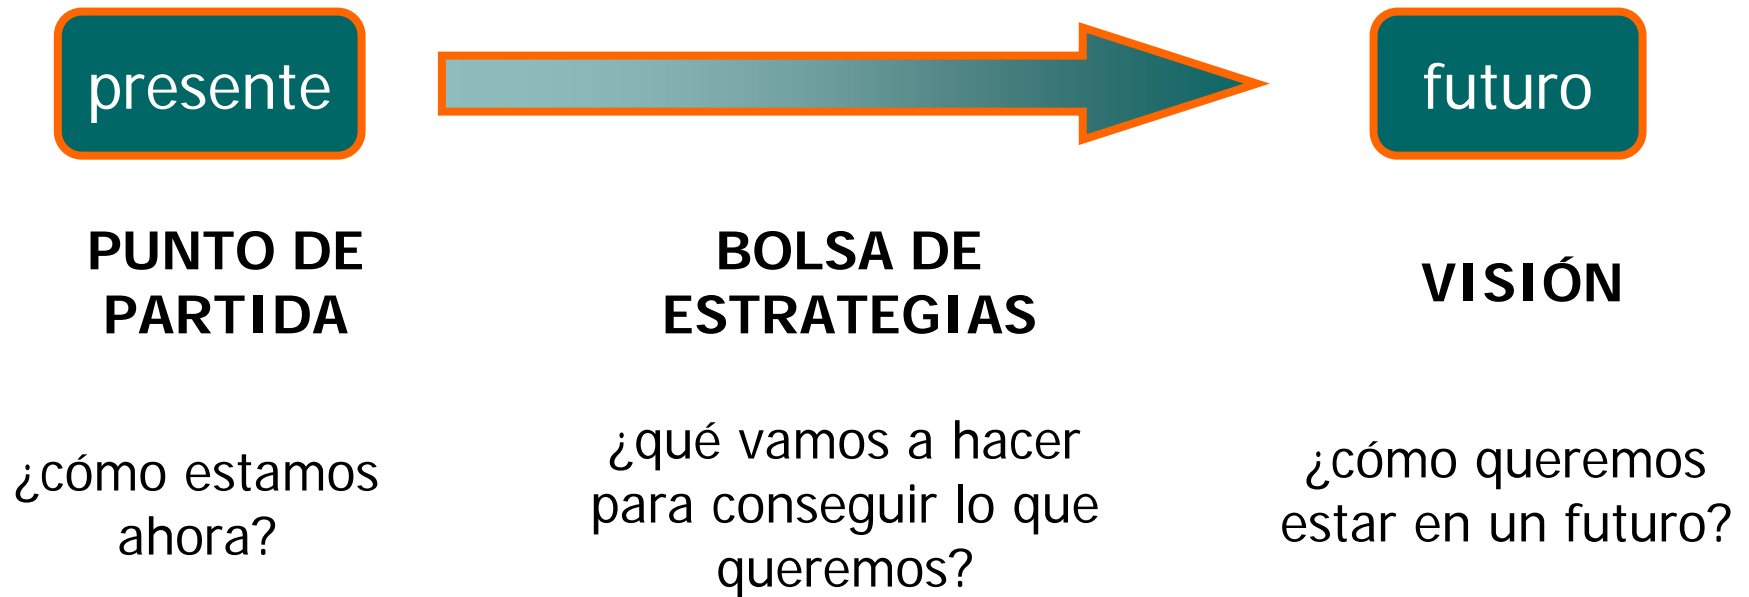 presente
futuro
PUNTO DE
PARTIDA
BOLSA DE
ESTRATEGIAS
VISIÓN
¿cómo estamos
ahora?
¿qué vamos a hacer
para conseguir lo que
queremos?
¿cómo queremos
estar en un futuro?